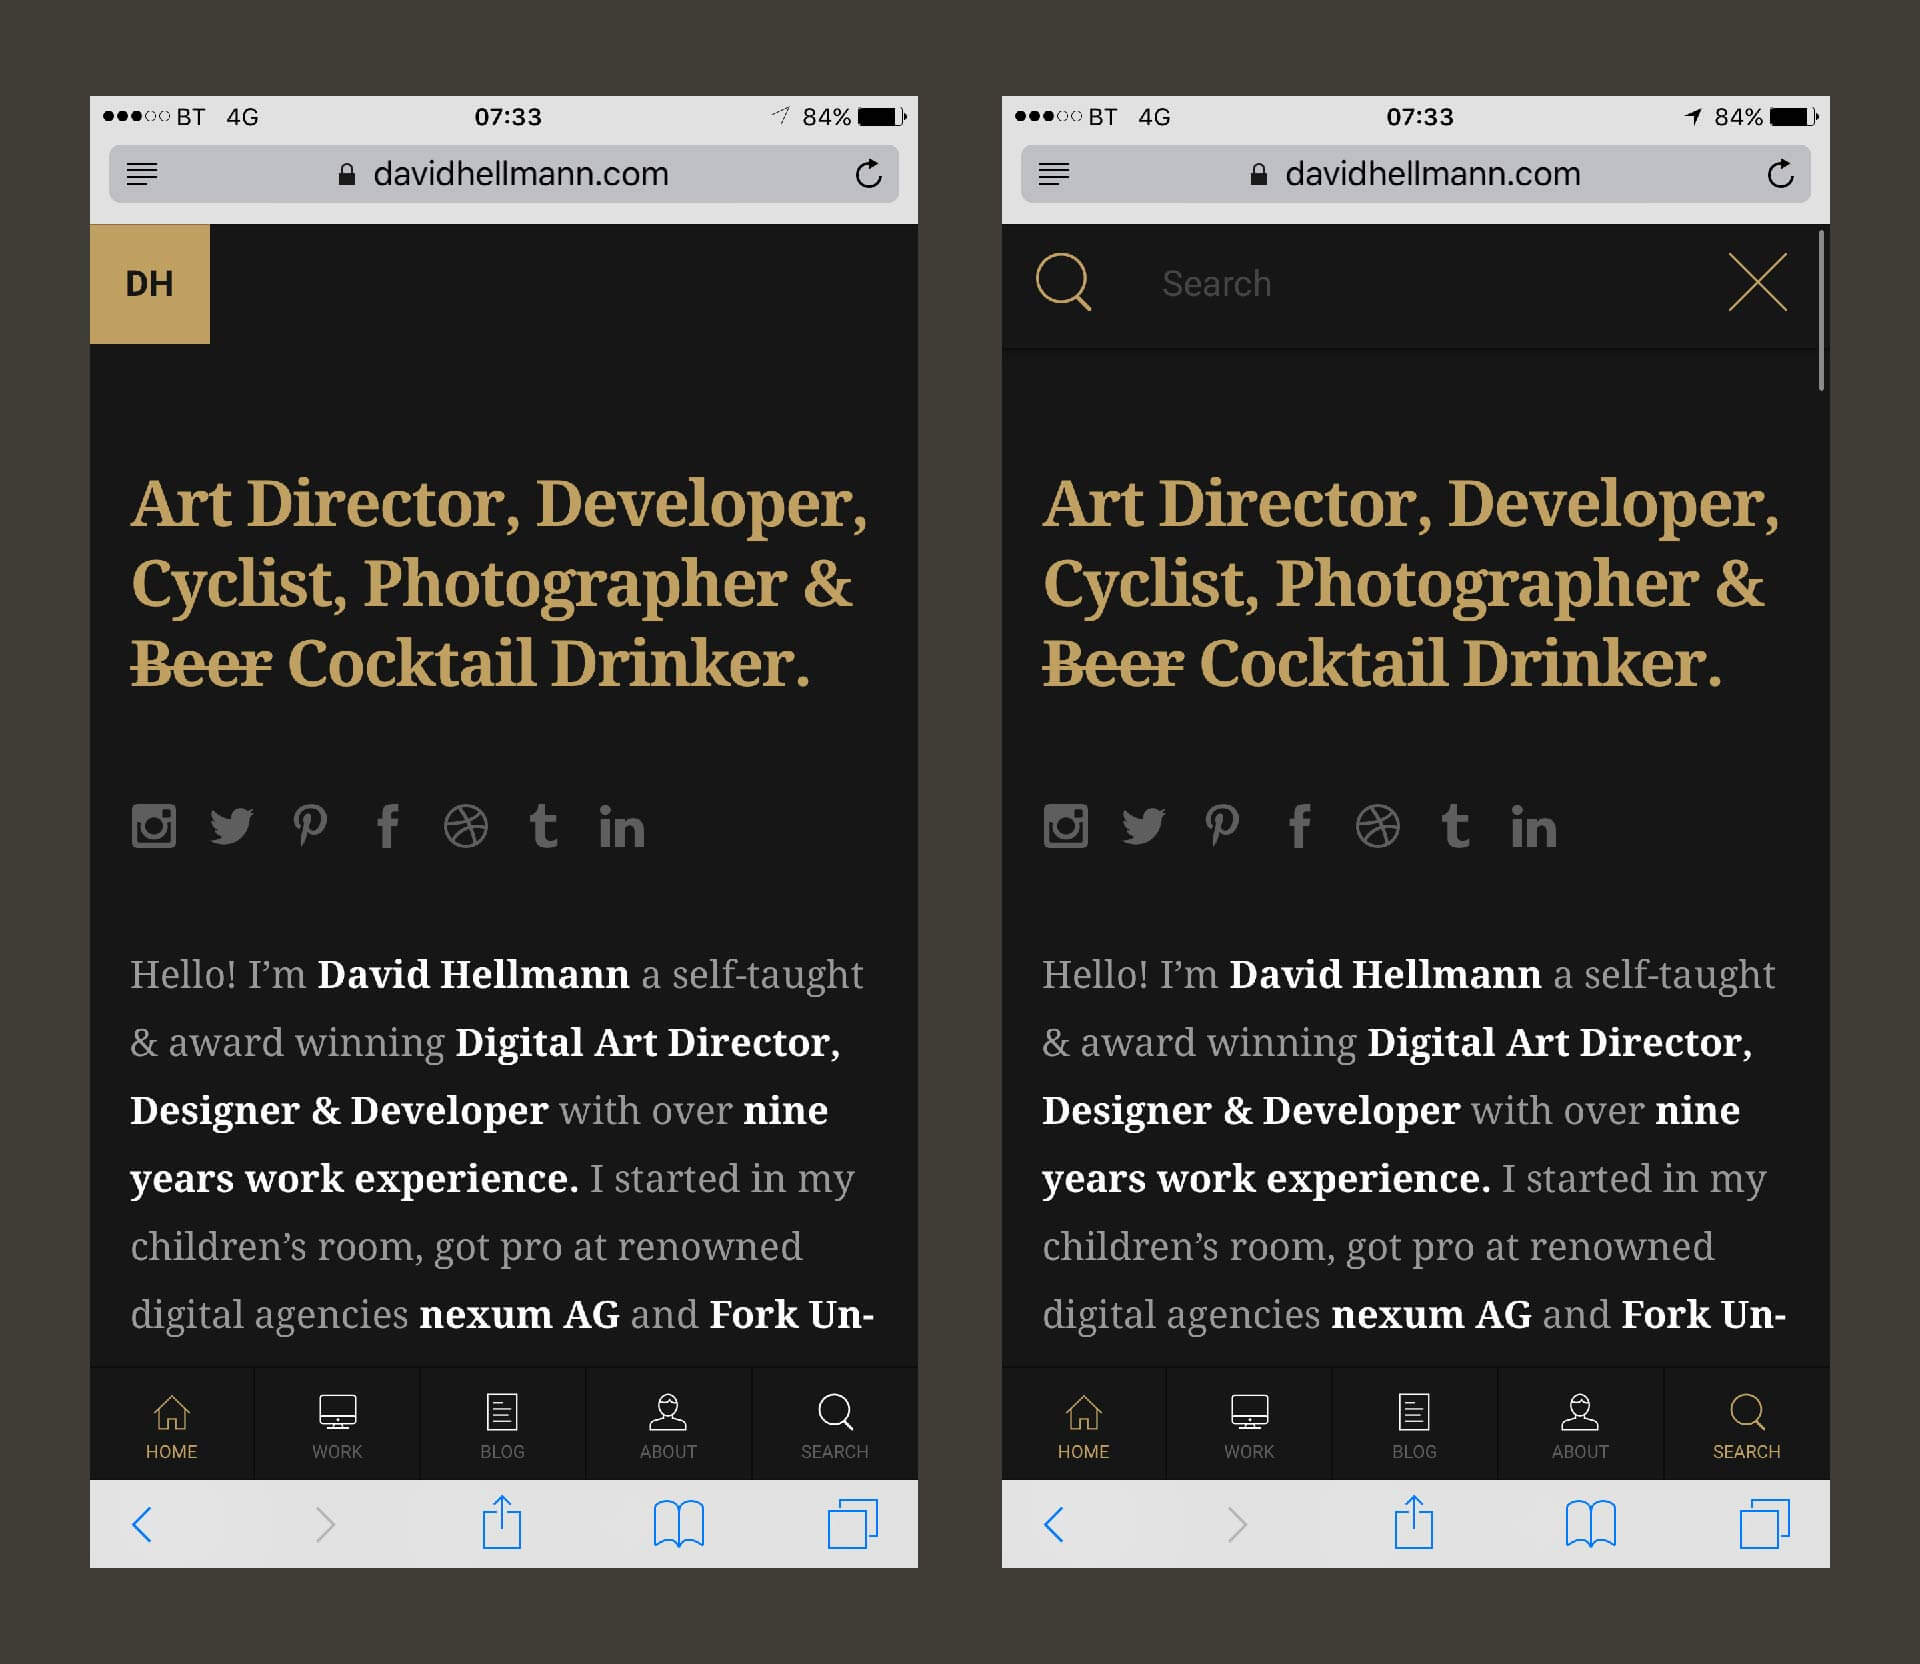 BT 4G 07:33 84%
davidhellmann.com
DH
Art Director, Developer,
Cyclist, Photographer &
Beer Cocktail Drinker.
Hello! I’m David Hellmann a self-taught
& award winning Digital Art Director,
Designer & Developer with over nine
years work experience. I started in my
children’s room, got pro at renowned
digital agencies nexum AG and Fork Un-
HOME WORK BLOG ABOUT SEARCH
BT 4G 07:33 84%
davidhellmann.com
Search
Art Director, Developer,
Cyclist, Photographer &
Beer Cocktail Drinker.
Hello! I’m David Hellmann a self-taught
& award winning Digital Art Director,
Designer & Developer with over nine
years work experience. I started in my
children’s room, got pro at renowned
digital agencies nexum AG and Fork Un-
HOME WORK BLOG ABOUT SEARCH